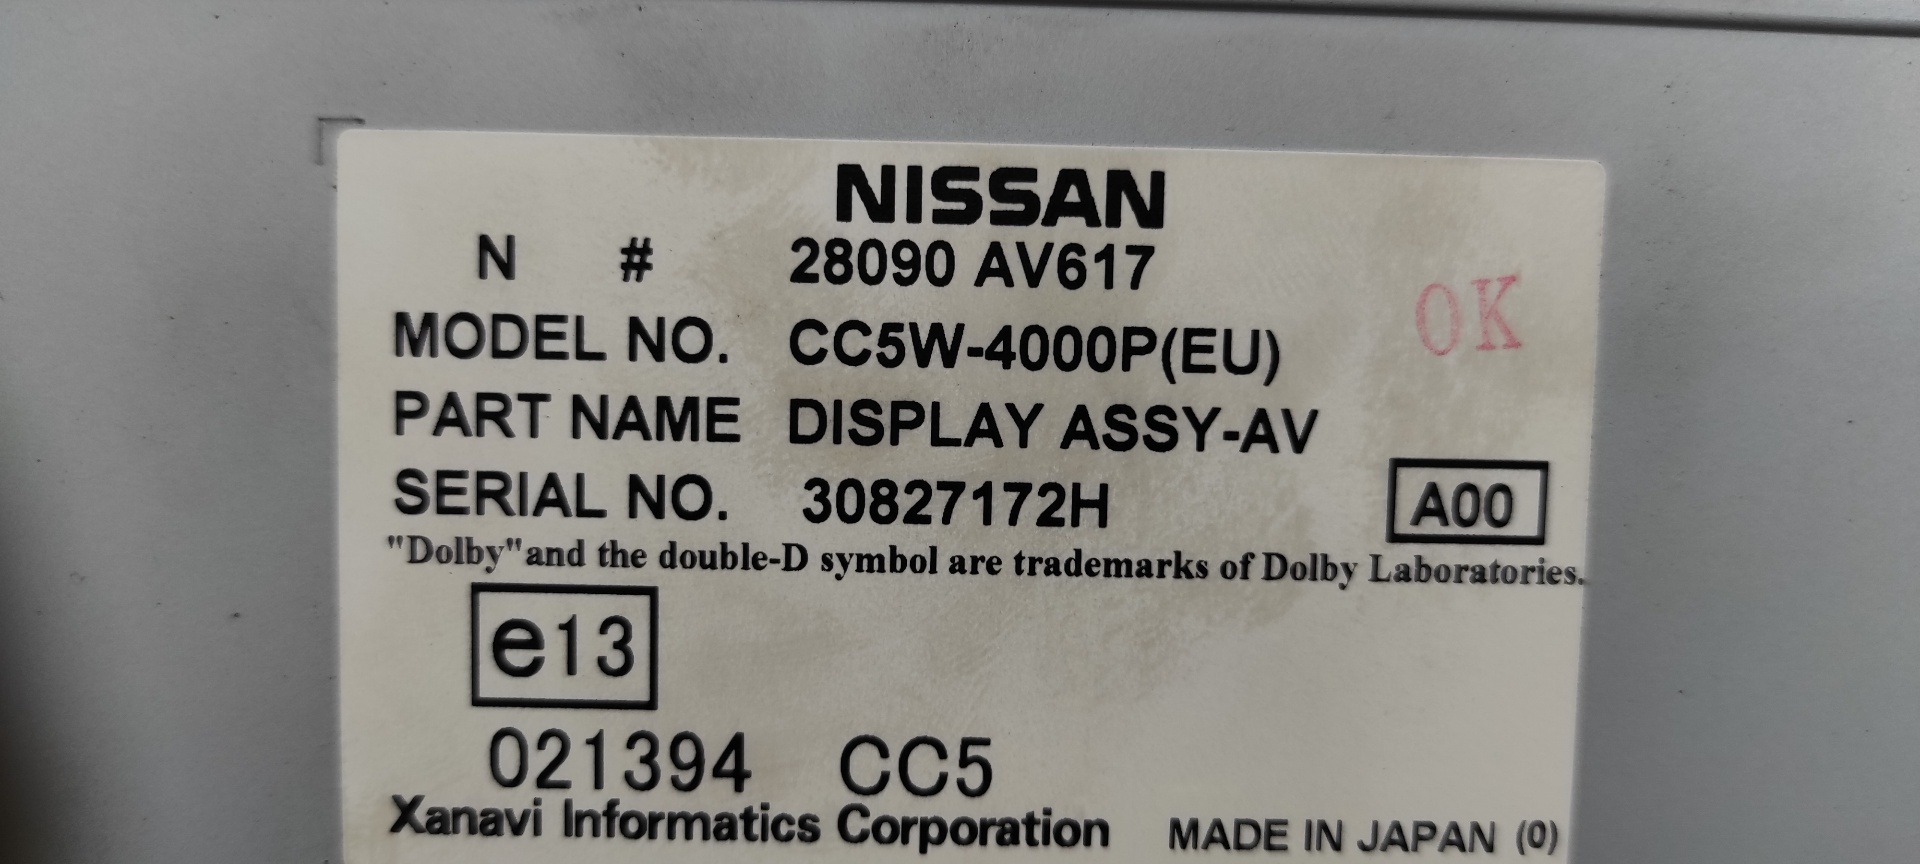 NISSAN
N # 28090 AV617
OK
MODEL NO. CC5W-4000P(EU)
PART NAME DISPLAY ASSY-AV
SERIAL NO. 30827172H
A00
"Dolby"and the double-D symbol are trademarks of Dolby Laboratories.
e13
021394 CC5
Xanavi Informatics Corporation MADE IN JAPAN (0)